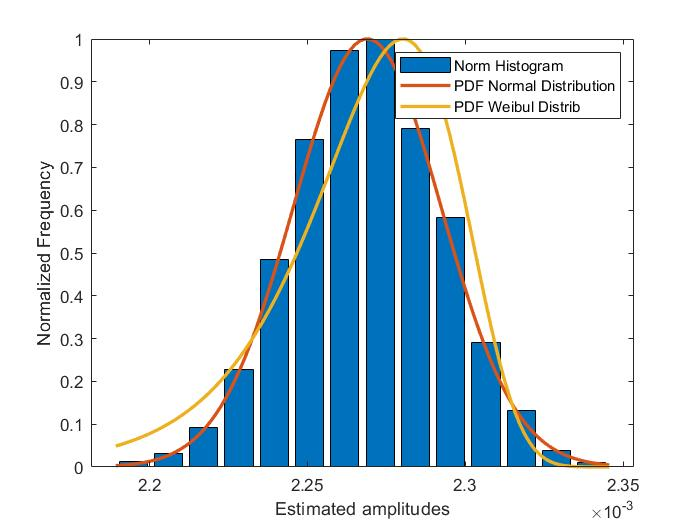 Norm Histogram
PDF Normal Distribution
PDF Weibul Distrib
Normalized Frequency
1
0.9
0.8
0.7
0.6
0.5
0.4
0.3
0.2
0.1
0
2.2 2.25 2.3 2.35
Estimated amplitudes
×10⁻³